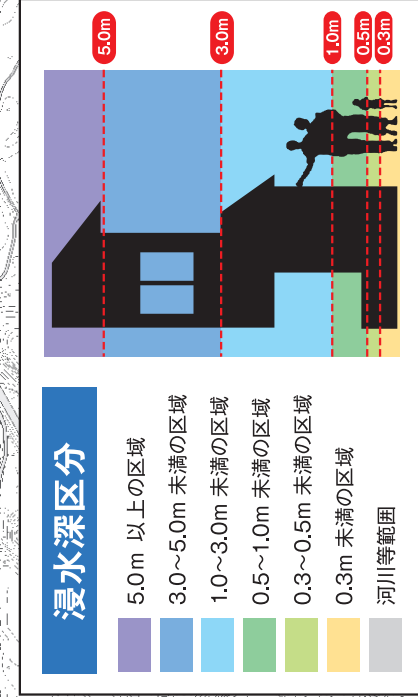 浸水深区分
5.0m 以上の区域
3.0～5.0m 未満の区域
1.0～3.0m 未満の区域
0.5～1.0m 未満の区域
0.3～0.5m 未満の区域
0.3m 未満の区域
河川等範囲
5.0m
3.0m
1.0m
0.5m
0.3m